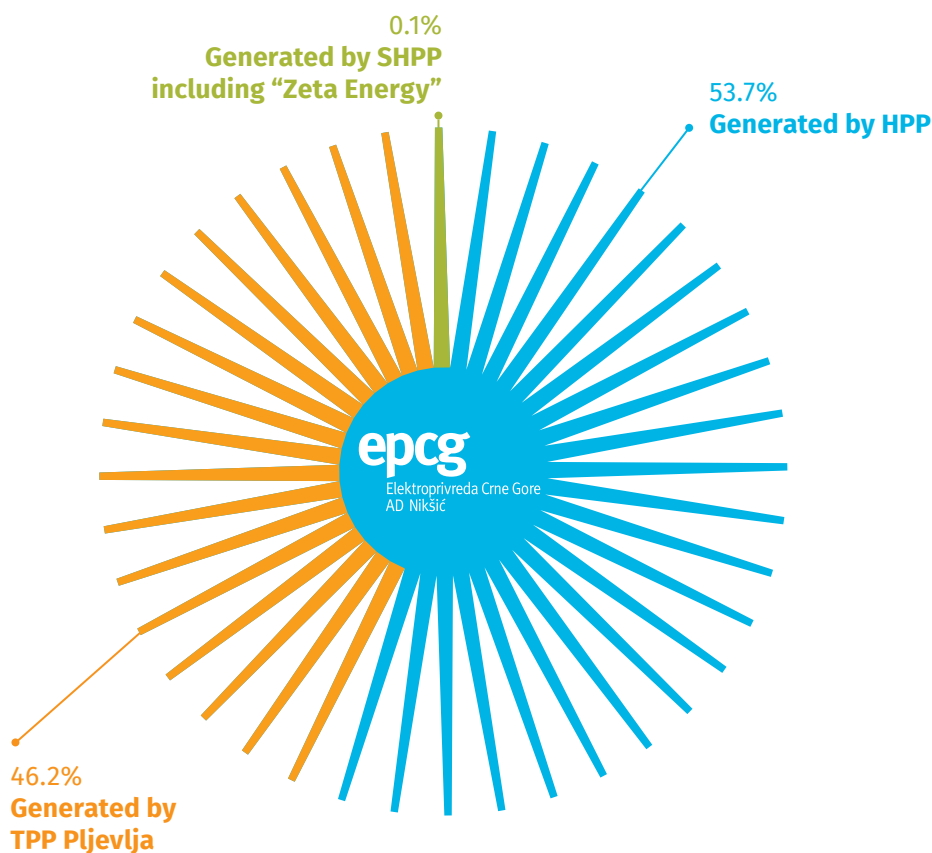 0.1%
Generated by SHPP
including “Zeta Energy”
53.7%
Generated by HPP
epcg
Elektroprivreda Crne Gore
AD Nikšić
46.2%
Generated by
TPP Pljevlja